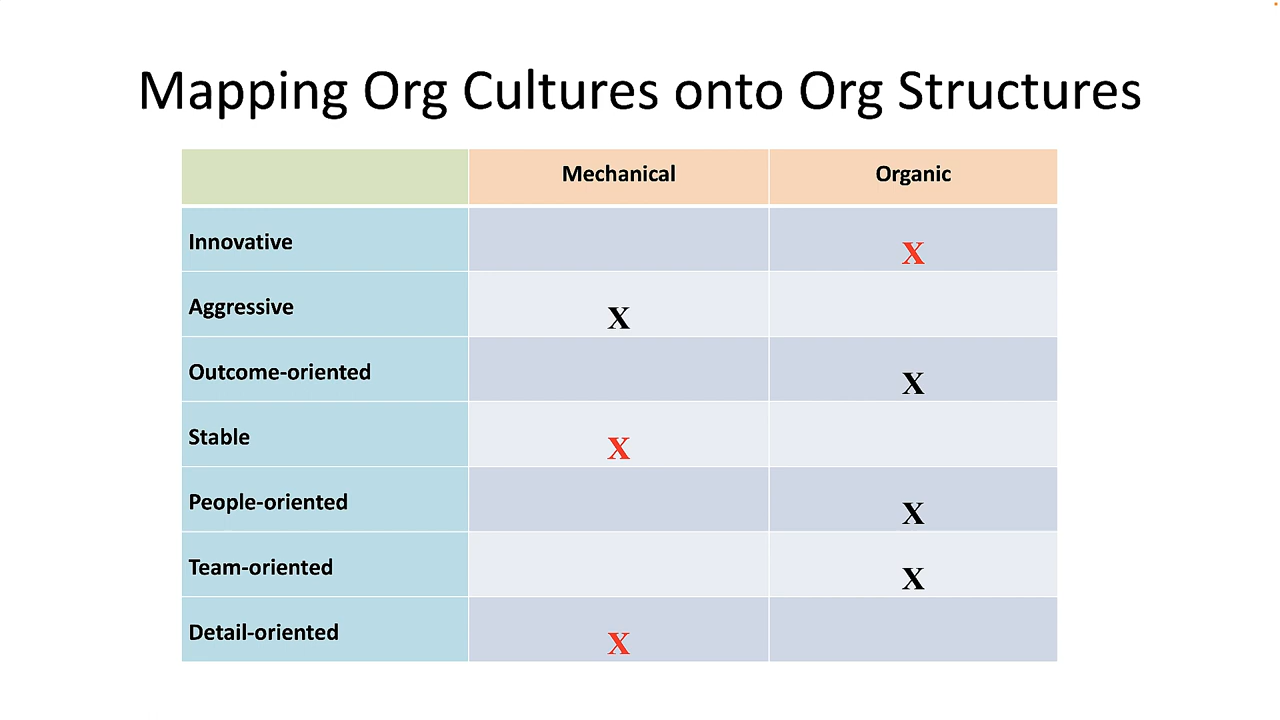 Mapping Org Cultures onto Org Structures
Mechanical Organic
Innovative X
Aggressive X
Outcome-oriented X
Stable X
People-oriented X
Team-oriented X
Detail-oriented X